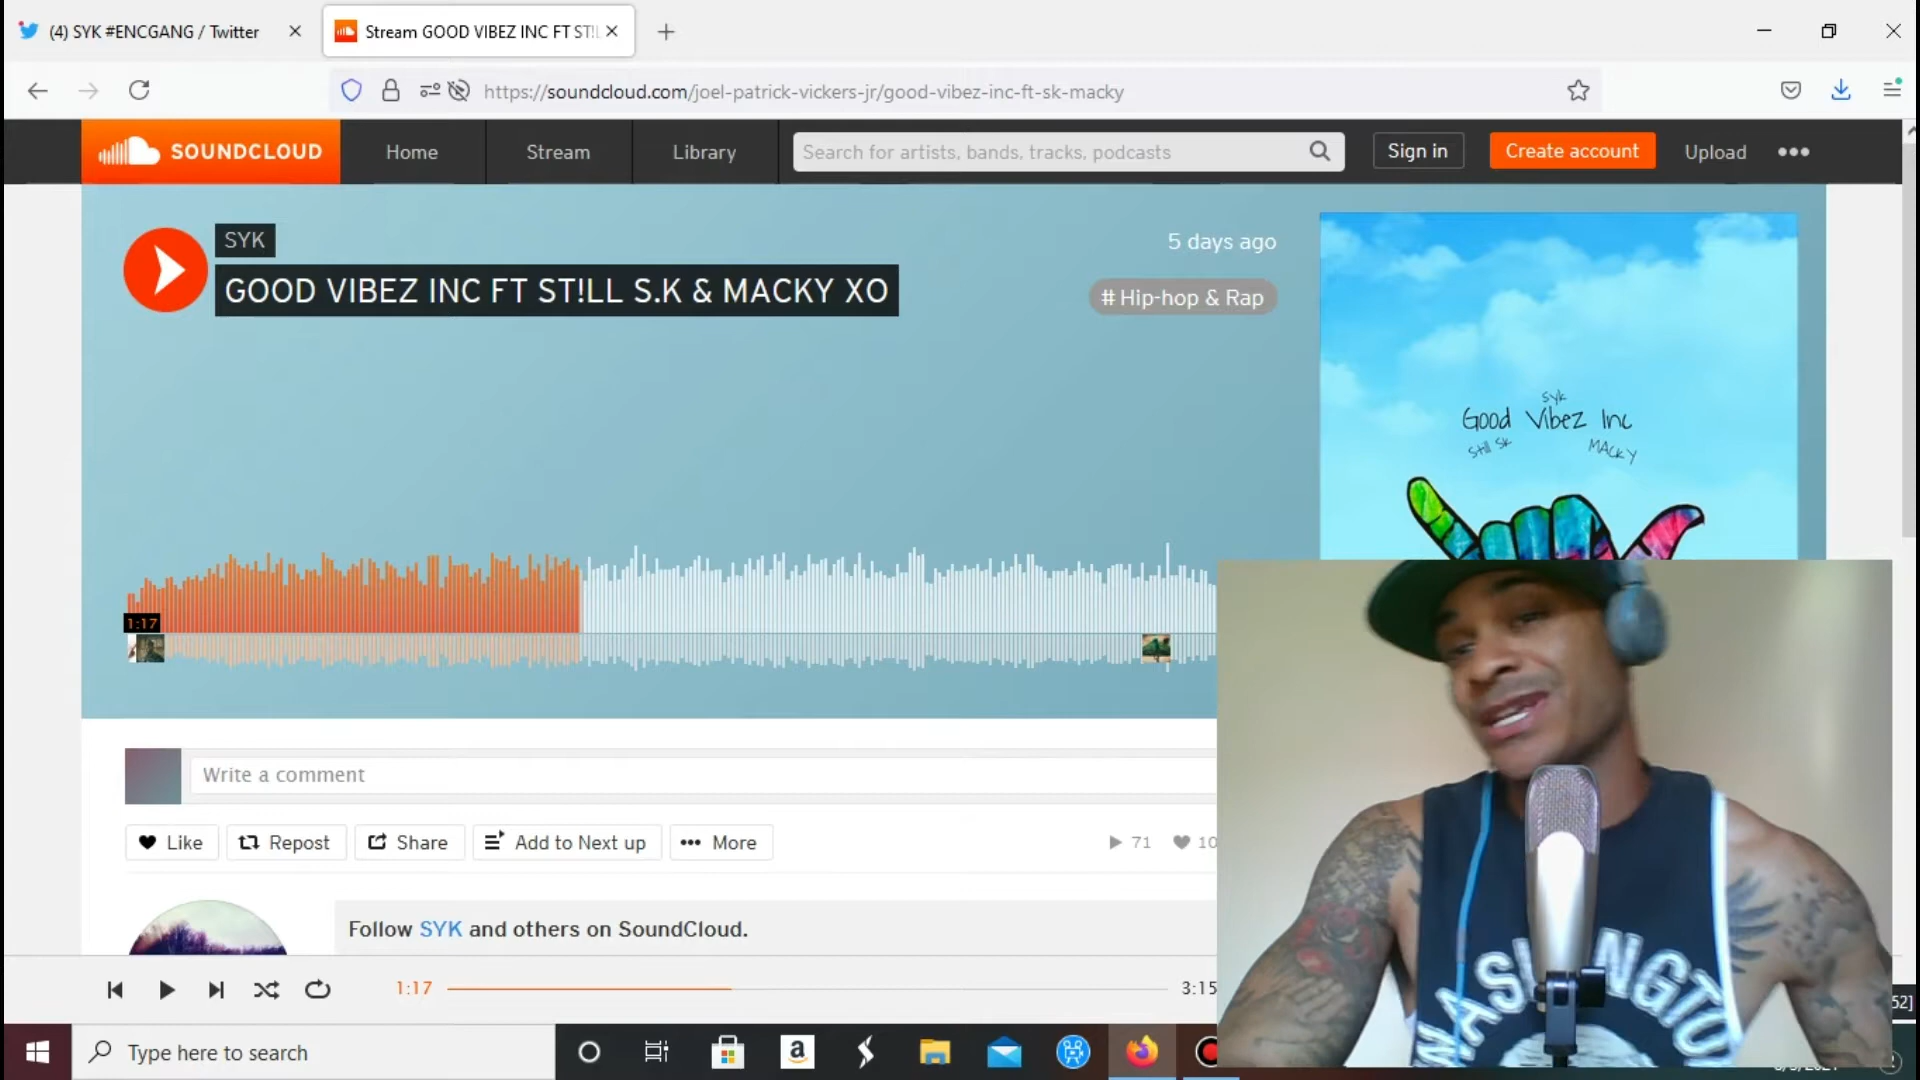 (4) SYK #ENCGANG / Twitter
Stream GOOD VIBEZ INC FT ST!L
https://soundcloud.com/joel-patrick-vickers-jr/good-vibez-inc-ft-sk-macky
SOUNDCLOUD
Home
Stream
Library
Search for artists, bands, tracks, podcasts
Sign in
Create account
Upload
SYK
5 days ago
GOOD VIBEZ INC FT ST!LL S.K & MACKY XO
# Hip-hop & Rap
Syk
Good Vibez Inc
Still SK
MACKY
1:17
Write a comment
Like
Repost
Share
Add to Next up
More
71
10
Follow SYK and others on SoundCloud.
1:17
3:15
52]
WASHINGTO
Type here to search